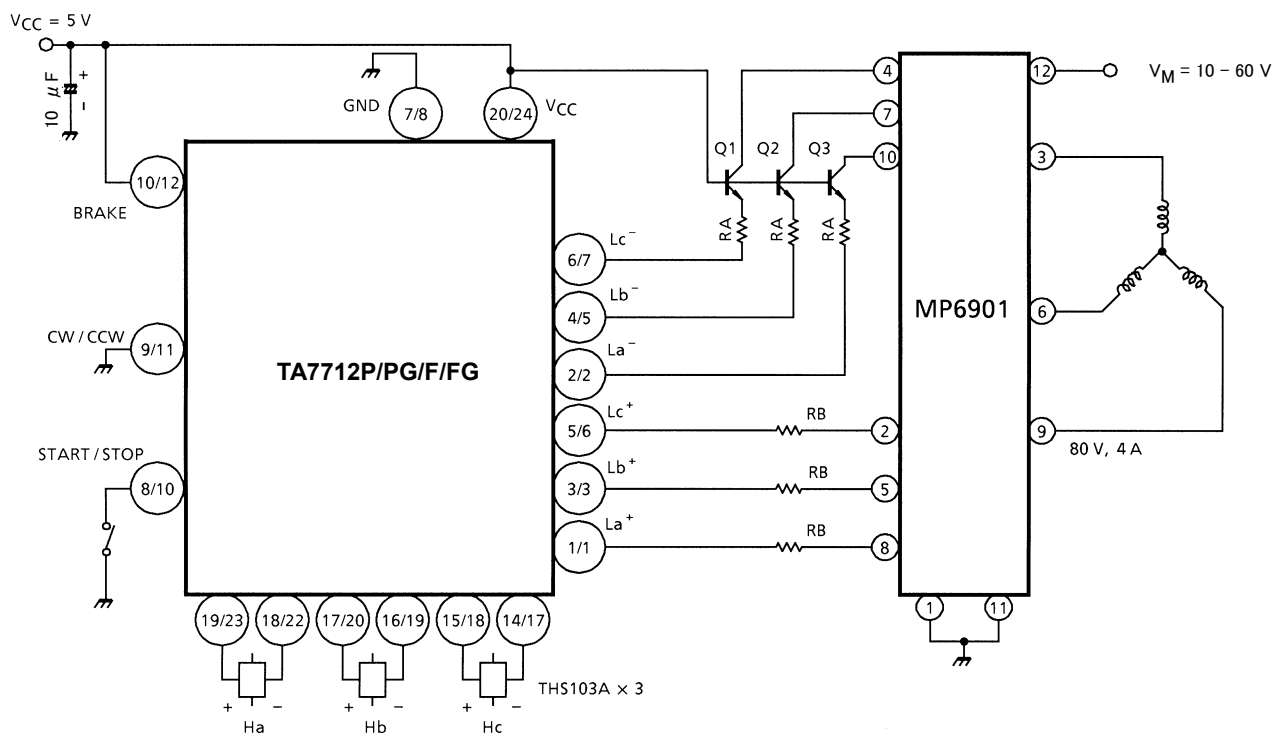 VCC = 5 V
10 μF
+
-
GND
7/8
20/24
VCC
4
12
VM = 10 – 60 V
7
10
3
Q1
Q2
Q3
10/12
BRAKE
RA
RA
RA
6/7
Lc−
4/5
Lb−
2/2
La−
5/6
Lc+
RB
2
3/3
Lb+
RB
5
1/1
La+
RB
8
MP6901
6
9
80 V, 4 A
CW / CCW
9/11
TA7712P/PG/F/FG
START / STOP
8/10
1
11
19/23
18/22
17/20
16/19
15/18
14/17
THS103A × 3
+
−
+
−
+
−
Ha
Hb
Hc